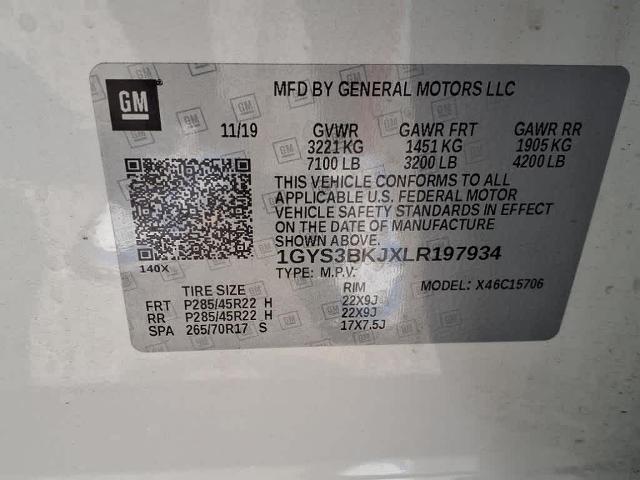 GM
MFD BY GENERAL MOTORS LLC
11/19 GVWR GAWR FRT GAWR RR
3221 KG 1451 KG 1905 KG
7100 LB 3200 LB 4200 LB
THIS VEHICLE CONFORMS TO ALL
APPLICABLE U.S. FEDERAL MOTOR
VEHICLE SAFETY STANDARDS IN EFFECT
ON THE DATE OF MANUFACTURE
SHOWN ABOVE.
140X
1GYS3BKJXLR197934
TYPE: M.P.V. MODEL: X46C15706
TIRE SIZE RIM
FRT P285/45R22 H 22X9J
RR P285/45R22 H 22X9J
SPA 265/70R17 S 17X7.5J